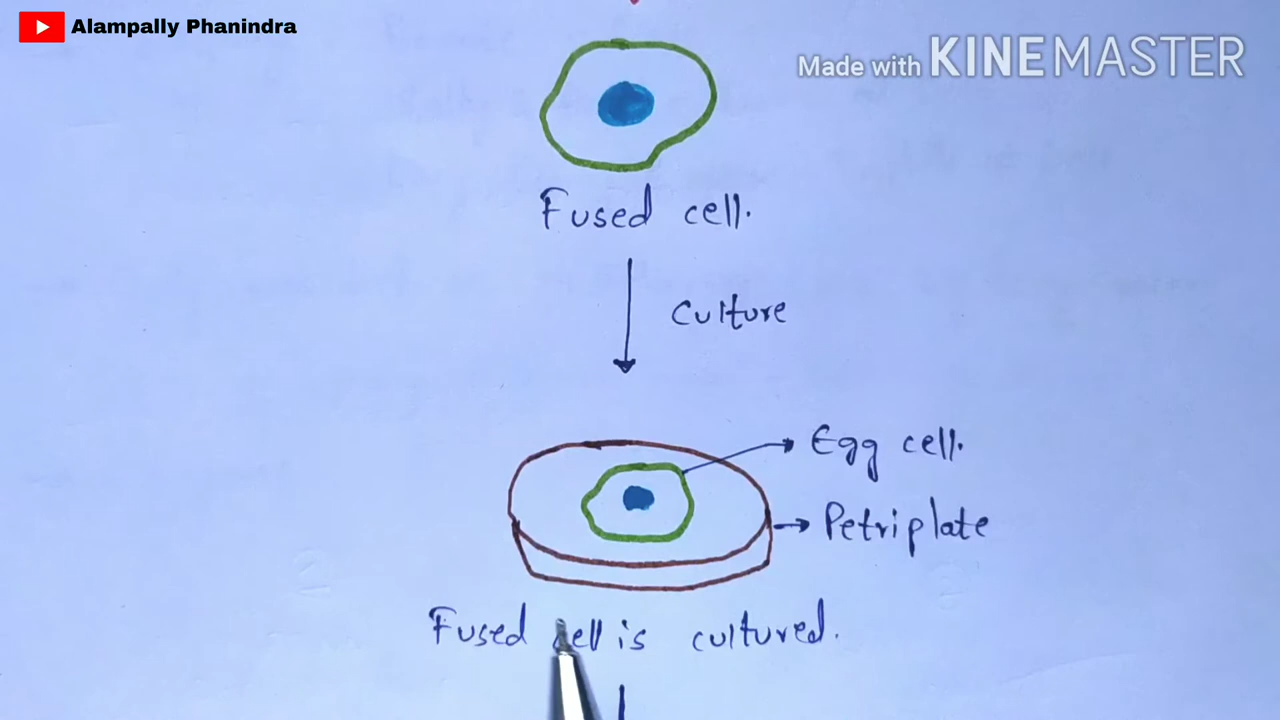 Alampally Phanindra
Made with KINEMASTER
Fused cell.
Culture
Egg cell.
Petriplate
Fused cell is cultured.